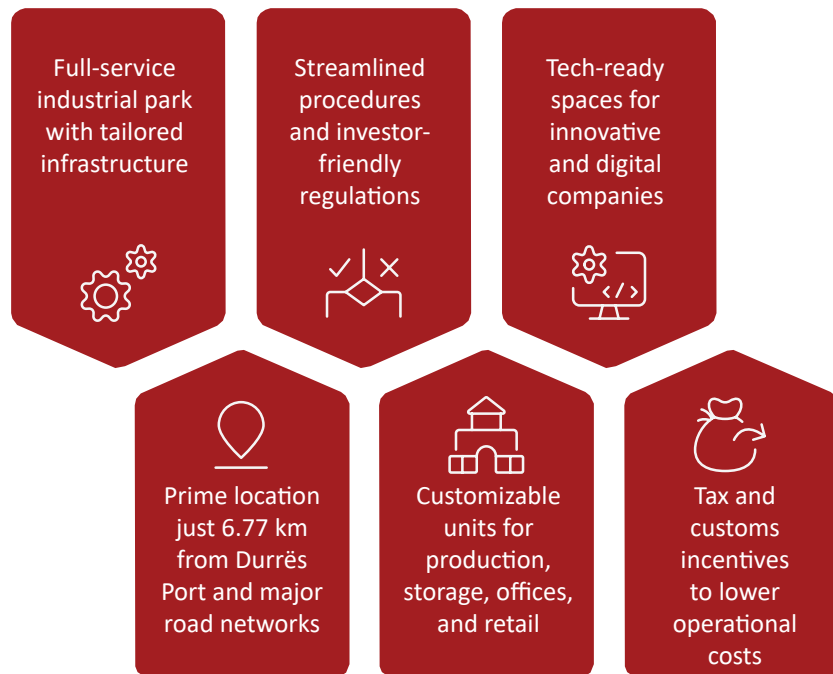 Full-service
industrial park
with tailored
infrastructure
Streamlined
procedures
and investor-
friendly
regulations
Tech-ready
spaces for
innovative
and digital
companies
</>
Prime location
just 6.77 km
from Durrës
Port and major
road networks
Customizable
units for
production,
storage, offices,
and retail
Tax and
customs
incentives
to lower
operational
costs